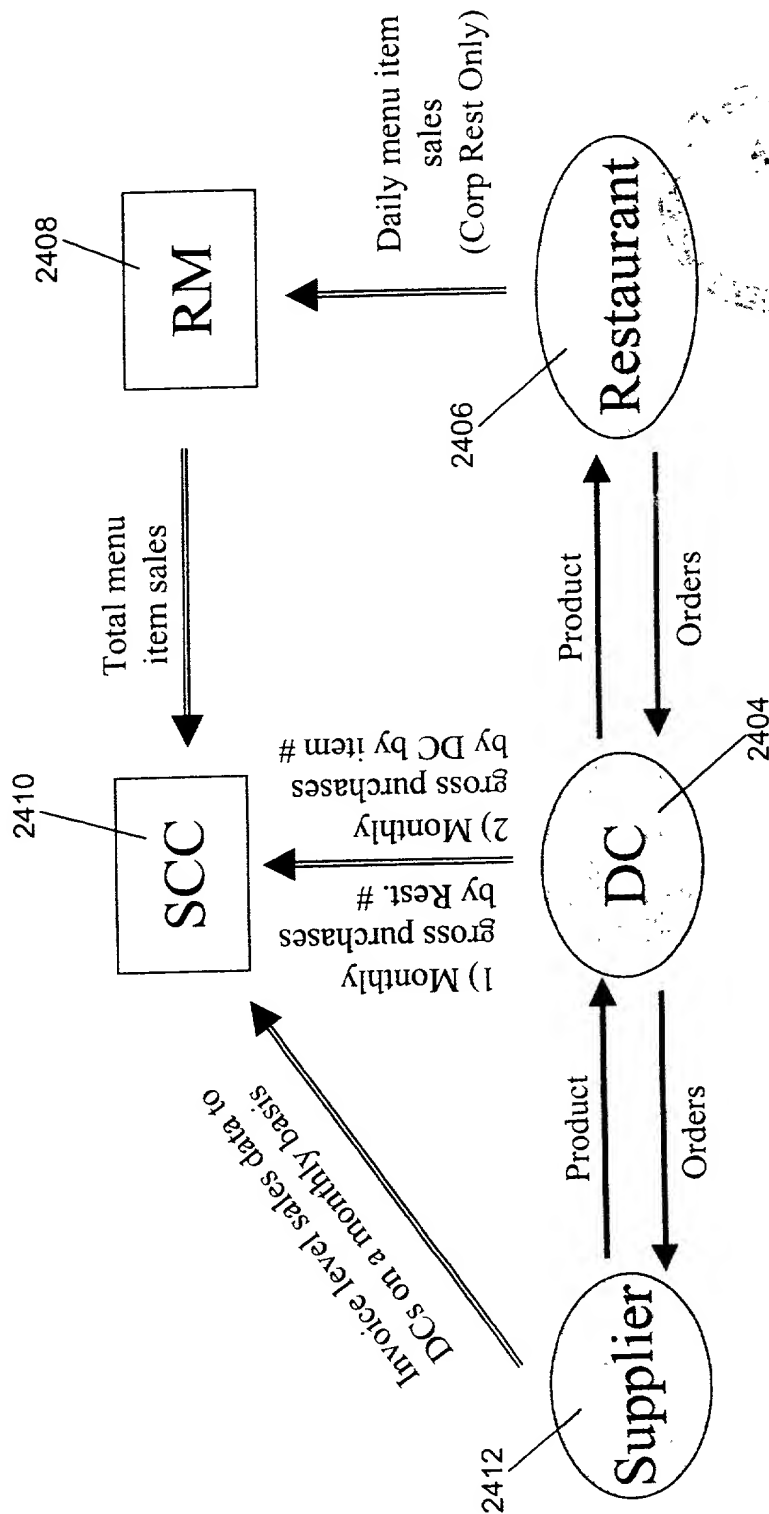 2408
RM
Daily menu item
sales
(Corp Rest Only)
2406
Restaurant
Total menu
item sales
2410
SCC
1) Monthly
gross purchases
by Rest. #
2) Monthly
gross purchases
by DC by item #
Product
Orders
DC
2404
Invoice level sales data to
DCs on a monthly basis
Product
Orders
2412
Supplier